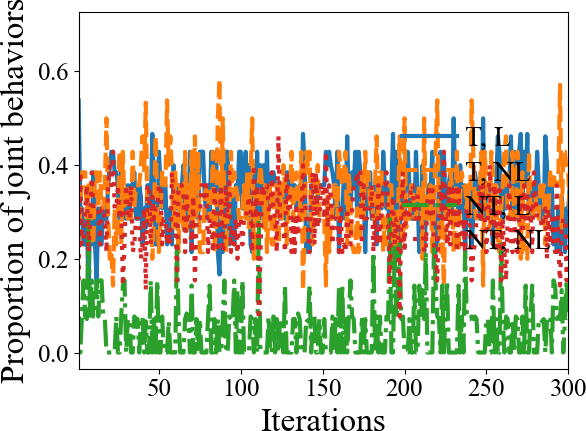 Proportion of joint behaviors
0.6
0.4
0.2
0.0
T, L
T, NL
NT, L
NT, NL
50
100
150
200
250
300
Iterations